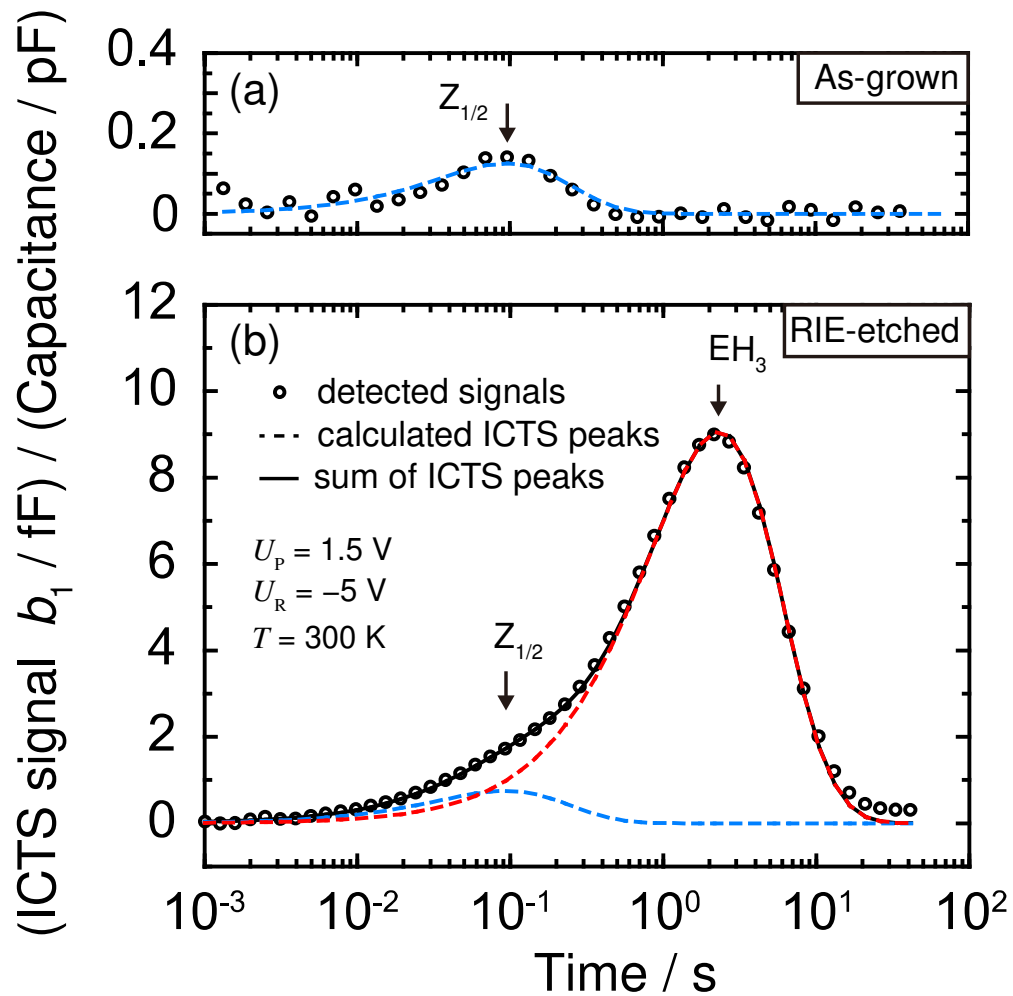 (ICTS signal b₁ / fF) / (Capacitance / pF)
0.4
0.2
0
(a)
As-grown
Z₁/₂
12
10
8
6
4
2
0
(b)
RIE-etched
EH₃
detected signals
calculated ICTS peaks
sum of ICTS peaks
U_P = 1.5 V
U_R = −5 V
T = 300 K
Z₁/₂
10⁻³ 10⁻² 10⁻¹ 10⁰ 10¹ 10²
Time / s